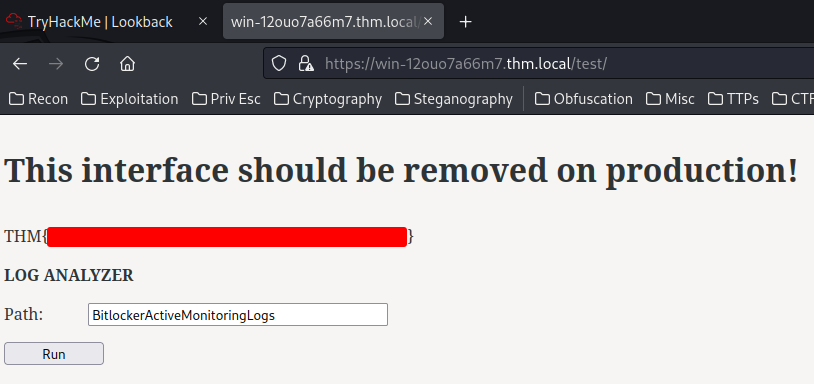 TryHackMe | Lookback
win-12ouo7a66m7.thm.local/
https://win-12ouo7a66m7.thm.local/test/
Recon Exploitation Priv Esc Cryptography Steganography Obfuscation Misc TTPs CTF
This interface should be removed on production!
THM{ }
LOG ANALYZER
Path: BitlockerActiveMonitoringLogs
Run